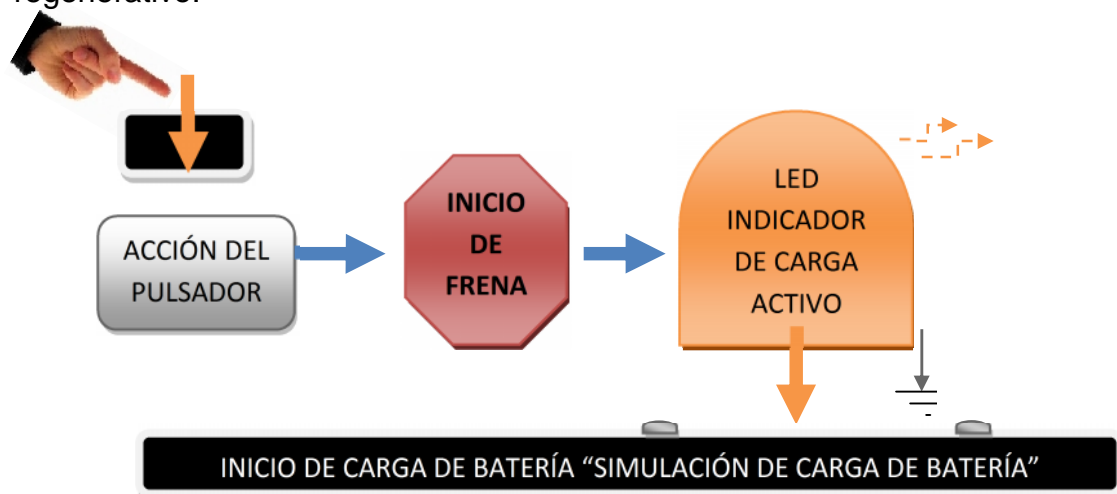 regenerativo.
ACCIÓN DEL
PULSADOR
INICIO
DE
FRENA
LED
INDICADOR
DE CARGA
ACTIVO
INICIO DE CARGA DE BATERÍA “SIMULACIÓN DE CARGA DE BATERÍA”